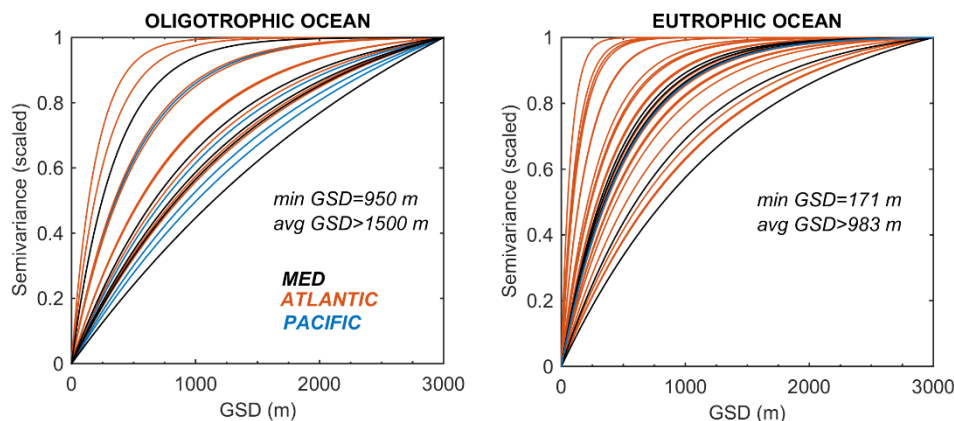 OLIGOTROPHIC OCEAN
1
0.8
0.6
0.4
0.2
0
Semivariance (scaled)
min GSD=950 m
avg GSD>1500 m
MED
ATLANTIC
PACIFIC
0 1000 2000 3000
GSD (m)
EUTROPHIC OCEAN
1
0.8
0.6
0.4
0.2
0
Semivariance (scaled)
min GSD=171 m
avg GSD>983 m
0 1000 2000 3000
GSD (m)